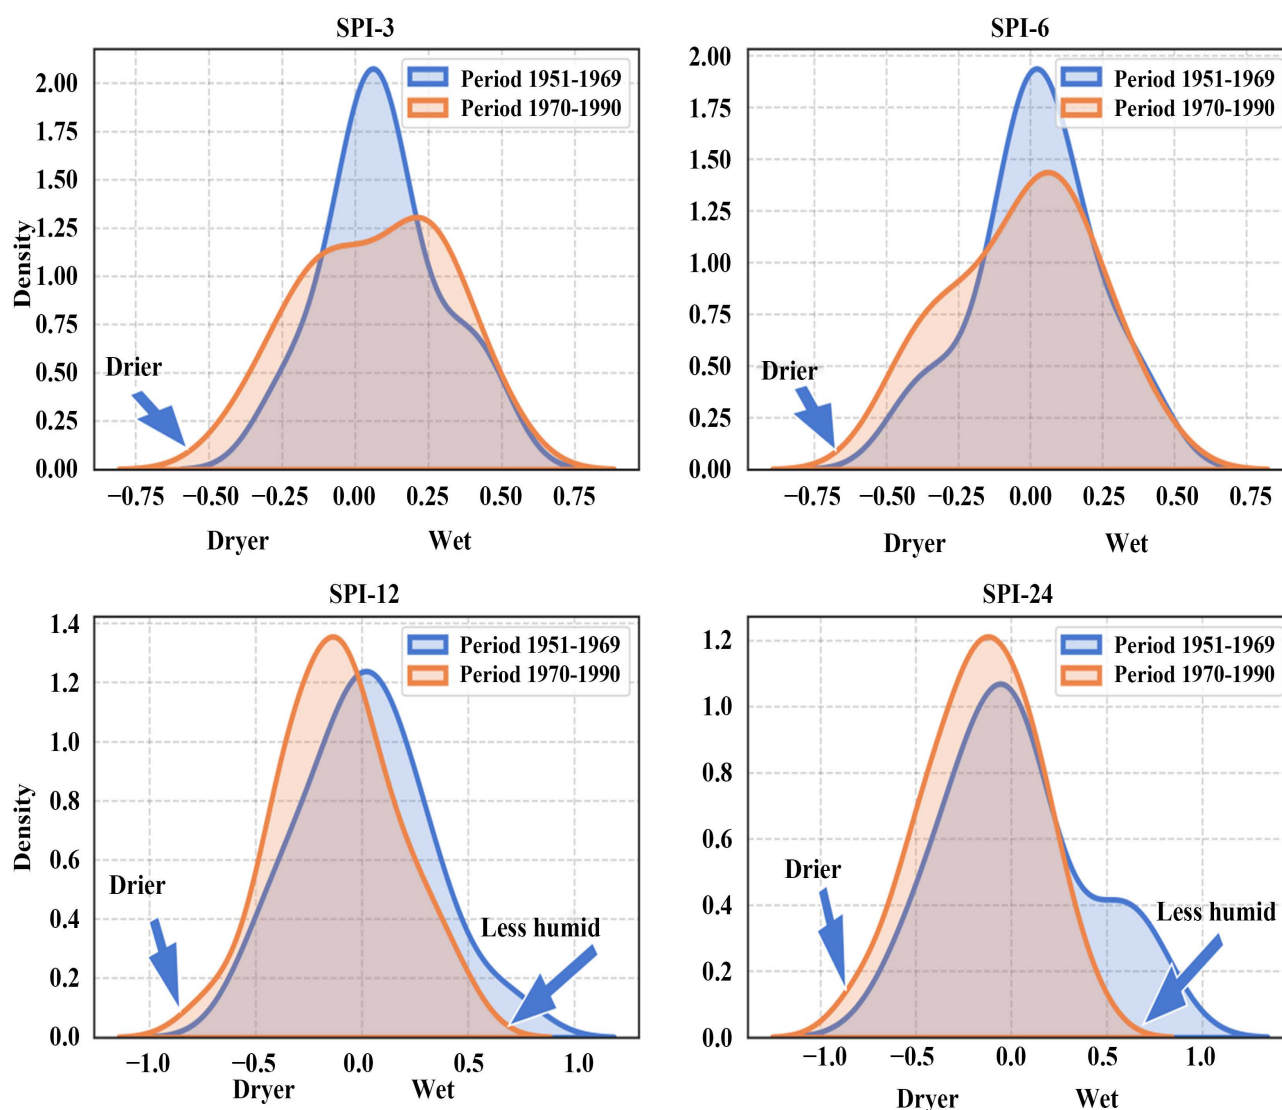 SPI-3
Period 1951-1969
Period 1970-1990
2.00
1.75
1.50
1.25
1.00
0.75
0.50
0.25
0.00
Density
Drier
−0.75 −0.50 −0.25 0.00 0.25 0.50 0.75
Dryer Wet
SPI-6
Period 1951-1969
Period 1970-1990
2.00
1.75
1.50
1.25
1.00
0.75
0.50
0.25
0.00
Drier
−0.75 −0.50 −0.25 0.00 0.25 0.50 0.75
Dryer Wet
SPI-12
Period 1951-1969
Period 1970-1990
1.4
1.2
1.0
0.8
0.6
0.4
0.2
0.0
Density
Drier
Less humid
−1.0 −0.5 0.0 0.5 1.0
Dryer Wet
SPI-24
Period 1951-1969
Period 1970-1990
1.2
1.0
0.8
0.6
0.4
0.2
0.0
Drier
Less humid
−1.0 −0.5 0.0 0.5 1.0
Dryer Wet